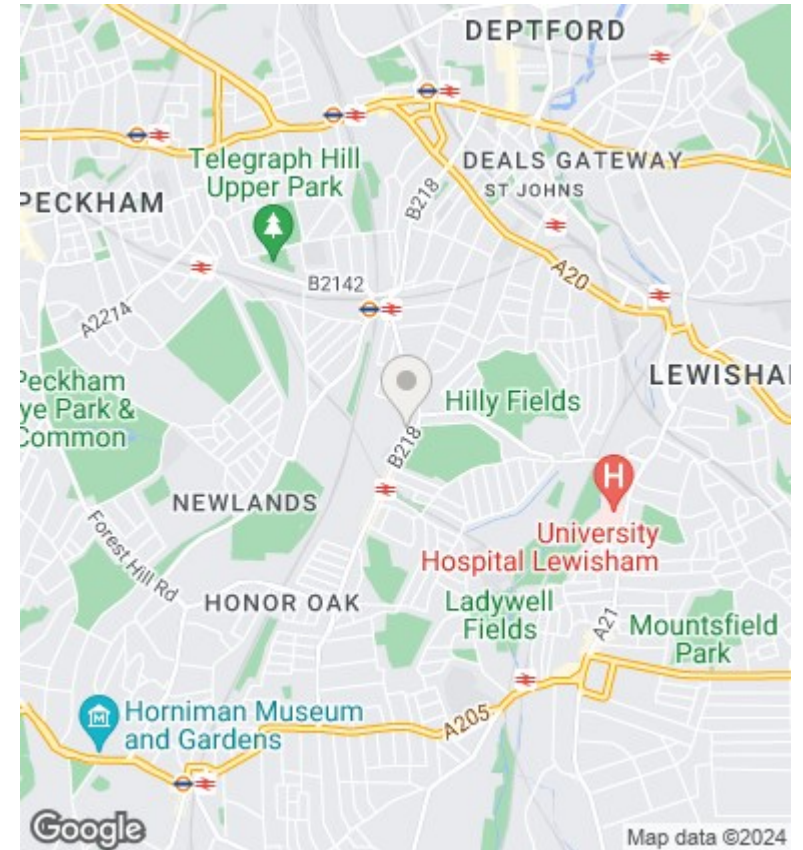 DEPTFORD
Telegraph Hill
Upper Park
DEALS GATEWAY
ST JOHNS
PECKHAM
B218
A20
B2142
A2214
LEWISHA
Peckham
ye Park &
Common
Hilly Fields
B218
H
NEWLANDS
University
Hospital Lewisham
Forest Hill Rd
HONOR OAK
Ladywell
Fields
A21
Mountsfield
Park
Horniman Museum
and Gardens
A205
Google
Map data ©2024